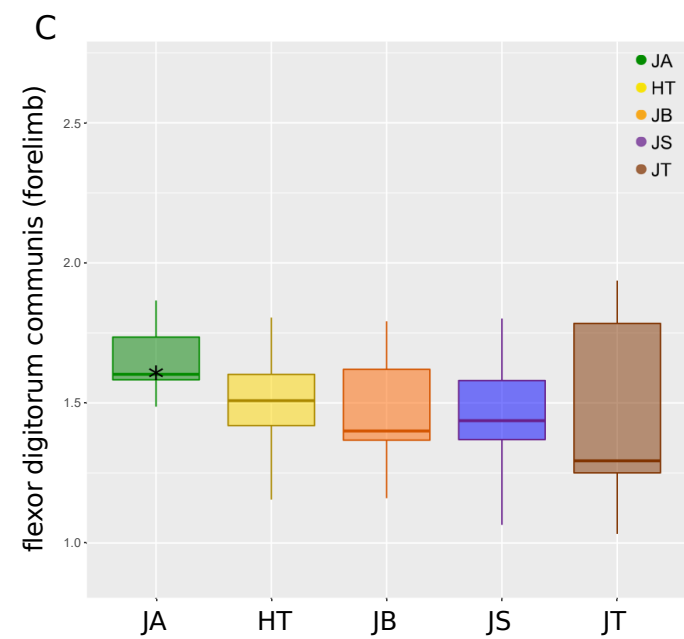 C
JA
HT
JB
JS
JT
flexor digitorum communis (forelimb)
2.5
2.0
1.5
1.0
*
JA HT JB JS JT